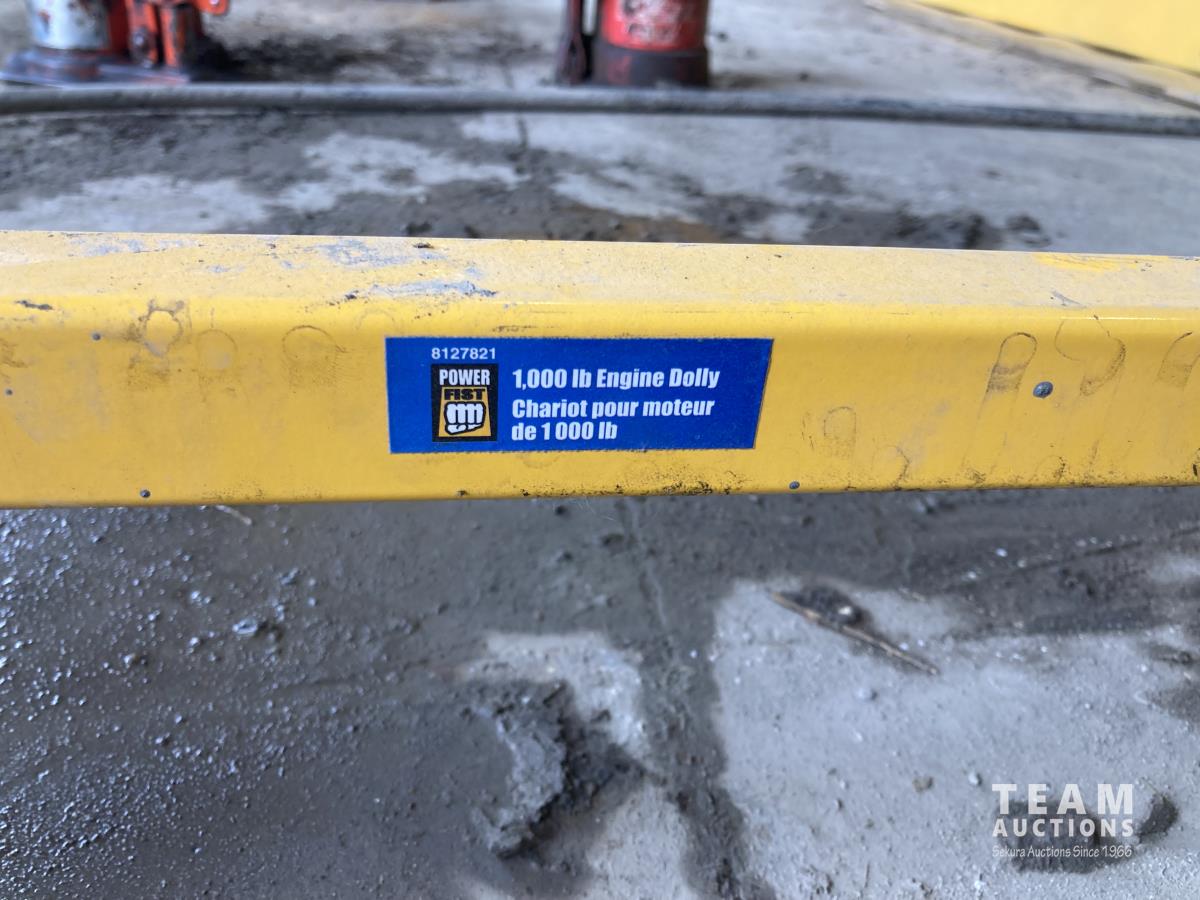 8127821
POWER
FIST
1,000 lb Engine Dolly
Chariot pour moteur
de 1 000 lb
TEAM
AUCTIONS
Sekura Auctions Since 1966